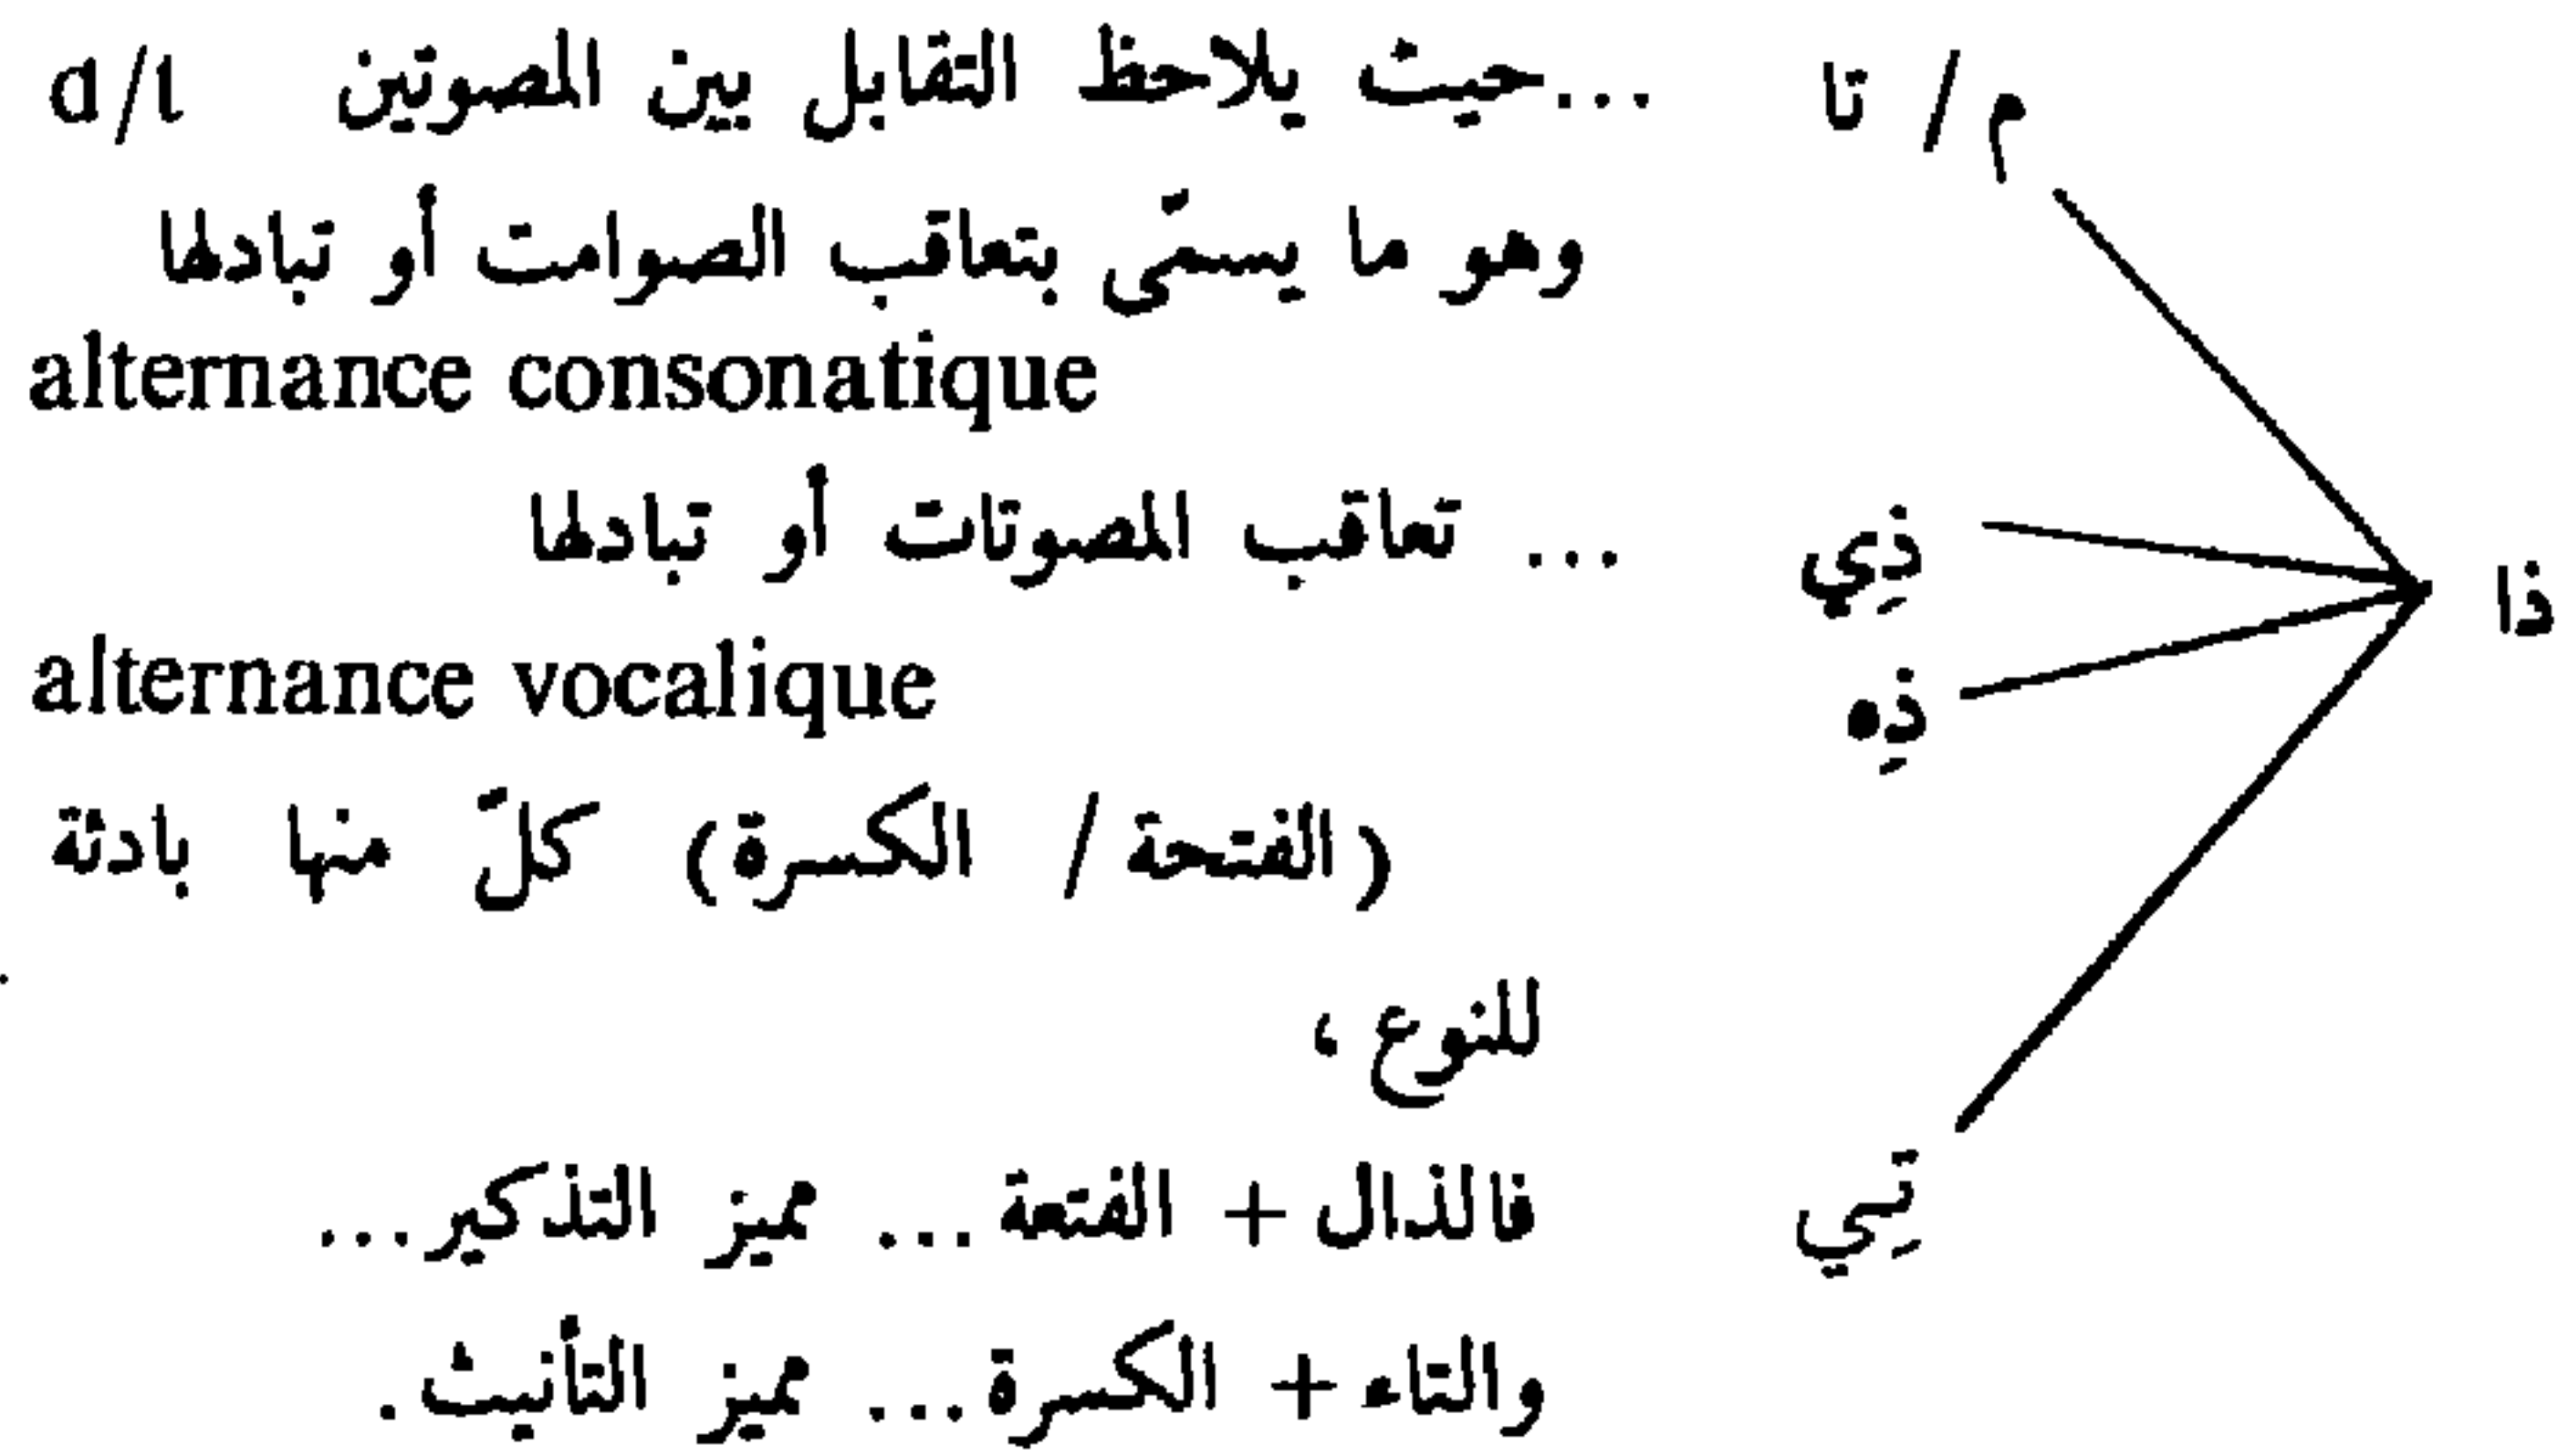 م / تا ...حيث يلاحظ التقابل بين المصوتين d/t
وهو ما يسمّى بتعاقب الصوامت أو تبادلها
alternance consonatique
ذِي ... تعاقب المصوتات أو تبادلها
ذا
alternance vocalique
ذِه
(الفتحة / الكسرة) كلّ منها بادئة
للنوع ،
تِي فالذال + الفتحة ... مميز التذكير...
والتاء + الكسرة ... مميز التأنيث.